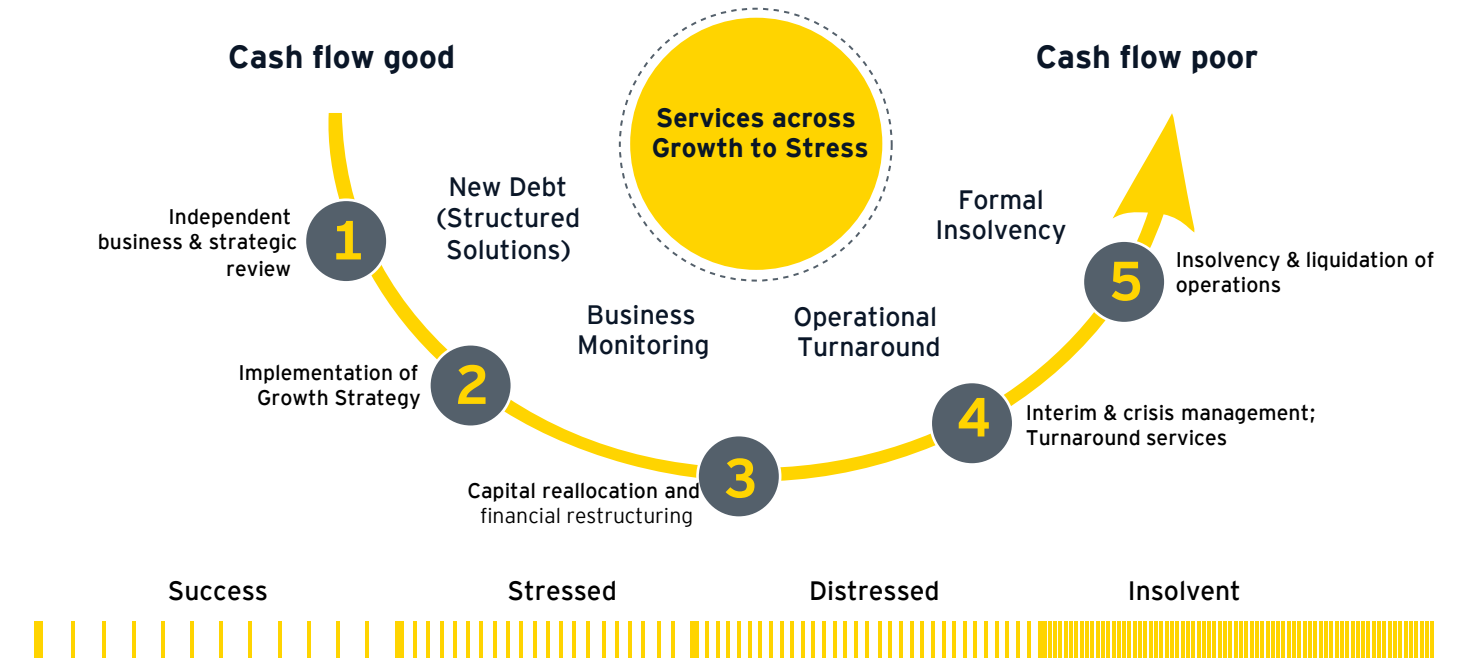 Cash flow good
Cash flow poor
Services across
Growth to Stress
New Debt
(Structured
Solutions)
Formal
Insolvency
Independent
business & strategic
review
1
5
Insolvency & liquidation of
operations
Business
Monitoring
Operational
Turnaround
Implementation of
Growth Strategy
2
4
Interim & crisis management;
Turnaround services
3
Capital reallocation and
financial restructuring
Success
Stressed
Distressed
Insolvent